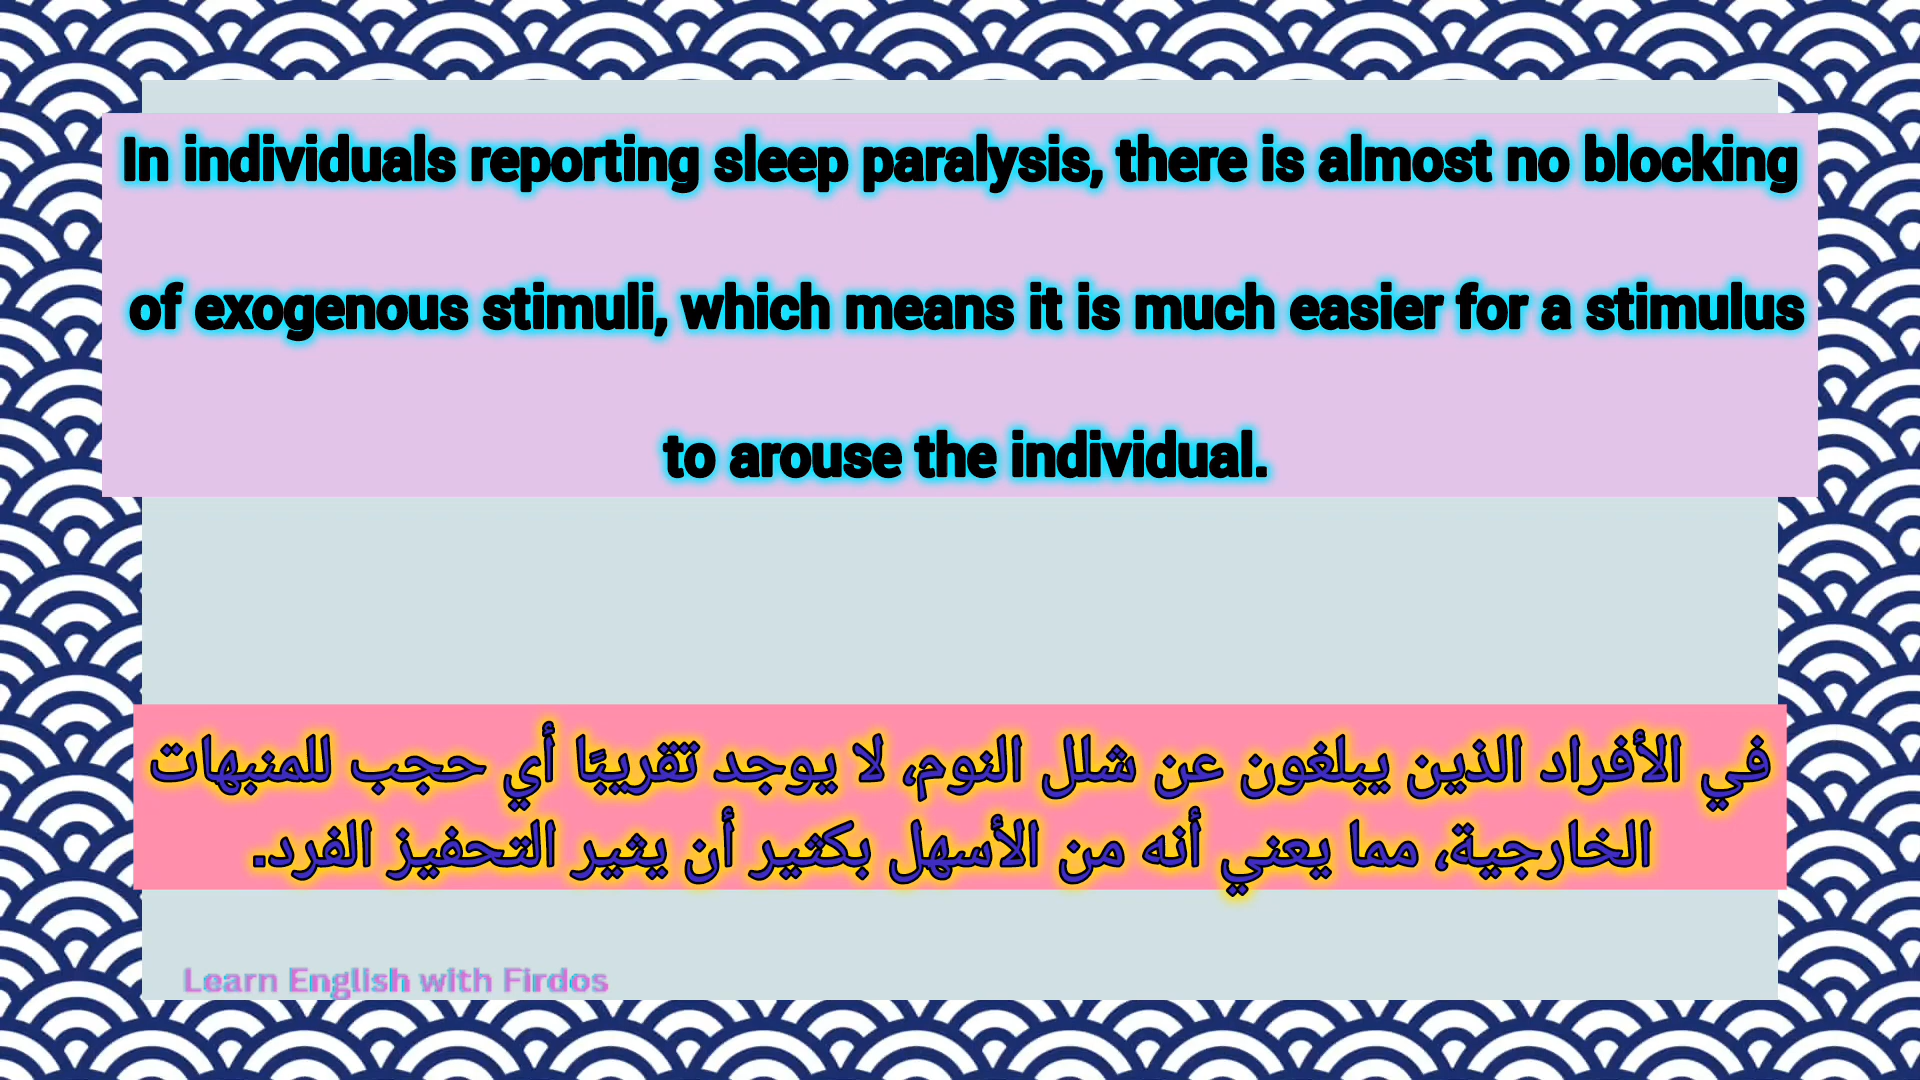 In individuals reporting sleep paralysis, there is almost no blocking
of exogenous stimuli, which means it is much easier for a stimulus
to arouse the individual.
في الأفراد الذين يبلغون عن شلل النوم، لا يوجد تقريبًا أي حجب للمنبهات
الخارجية، مما يعني أنه من الأسهل بكثير أن يثير التحفيز الفرد.
Learn English with Firdos